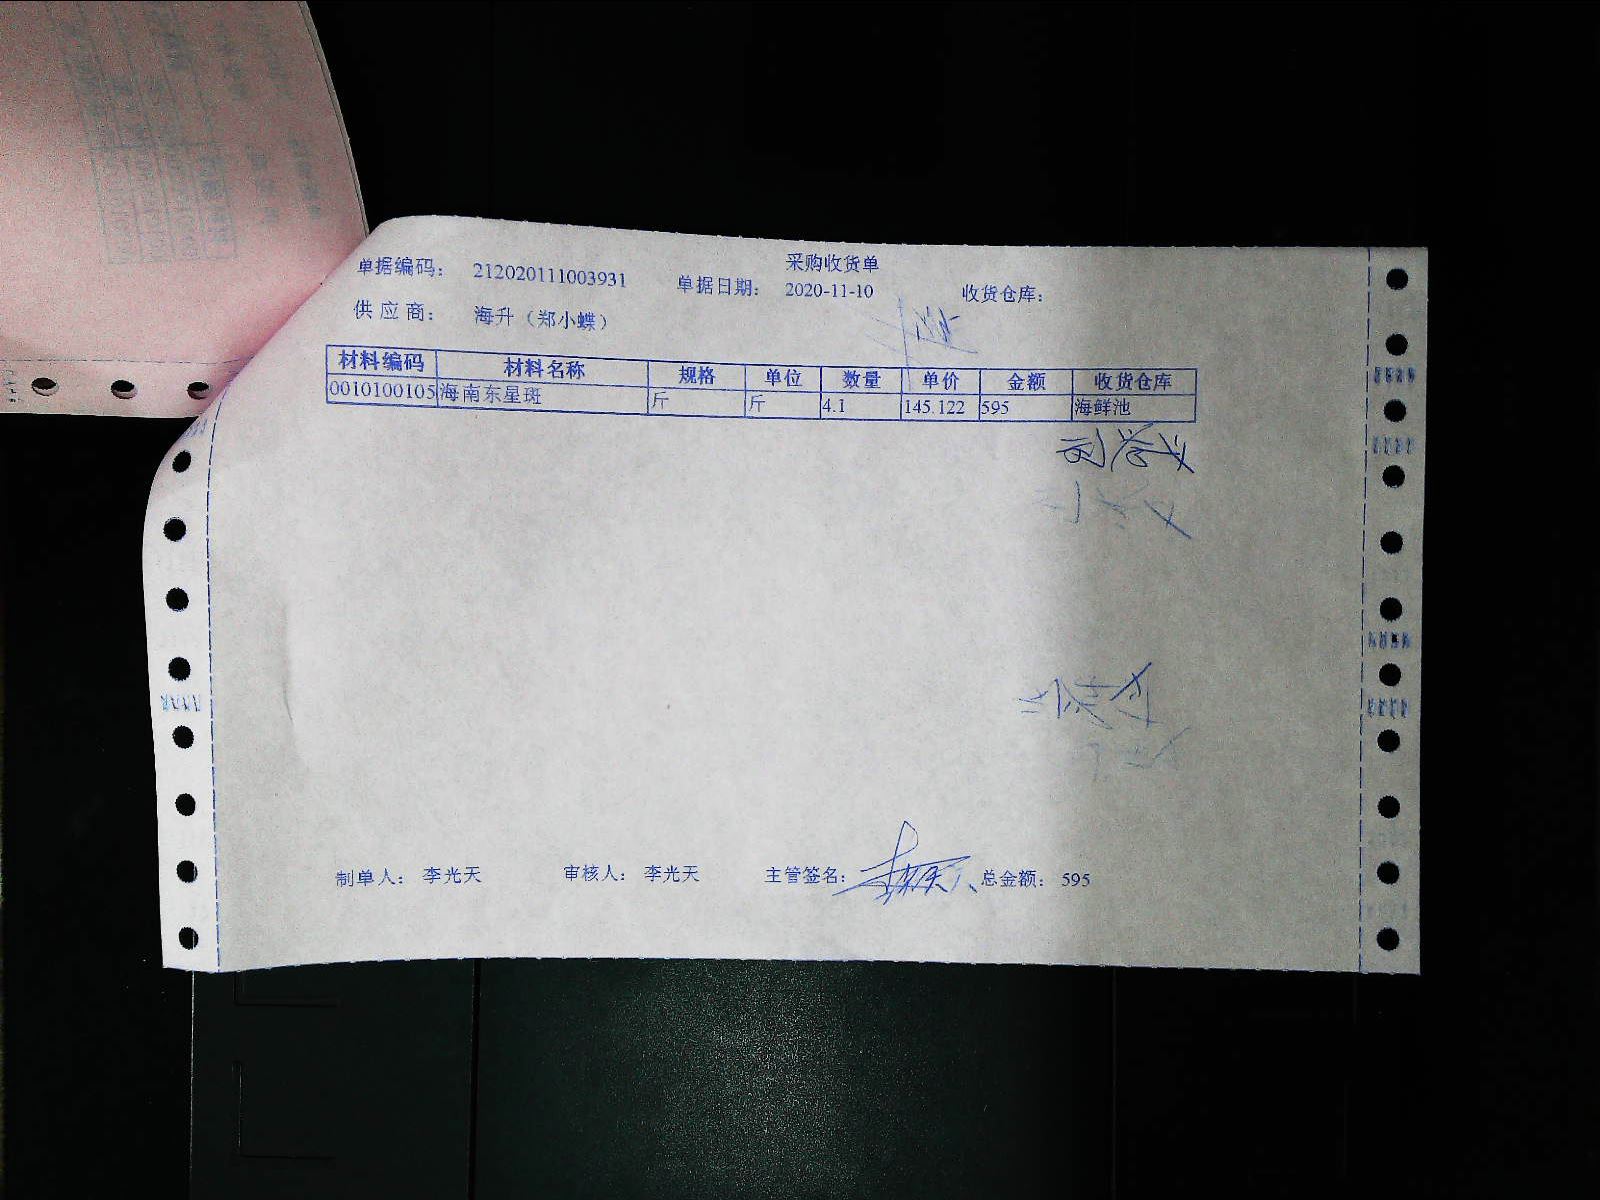 采购收货单
单据编码： 212020111003931 单据日期： 2020-11-10 收货仓库：
供 应 商： 海升（郑小蝶）
材料编码 材料名称 规格 单位 数量 单价 金额 收货仓库
0010100105 海南东星斑 斤 斤 4.1 145.122 595 海鲜池
制单人： 李光天 审核人： 李光天 主管签名： 总金额： 595